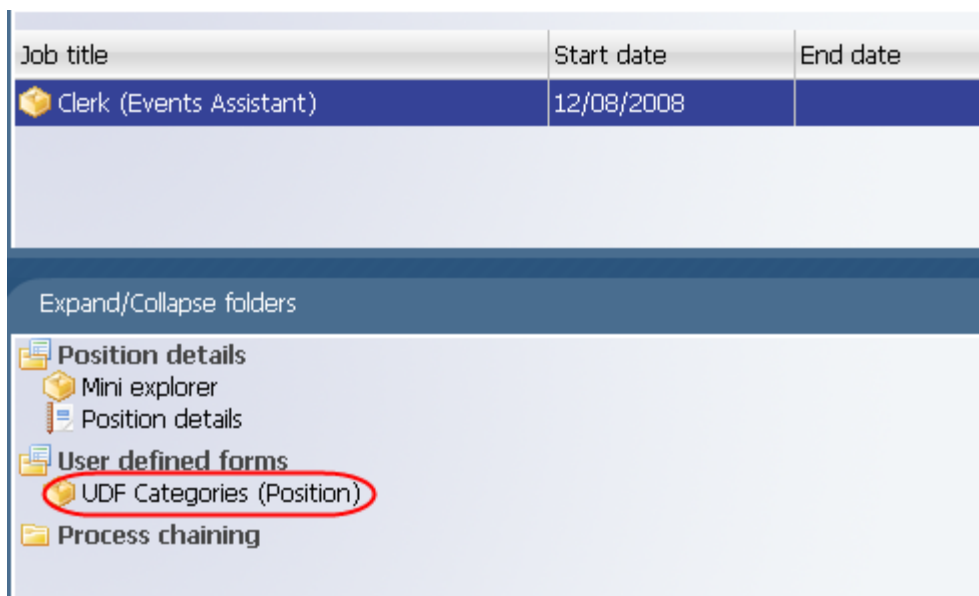 Job title Start date End date
Clerk (Events Assistant) 12/08/2008
Expand/Collapse folders
Position details
Mini explorer
Position details
User defined forms
UDF Categories (Position)
Process chaining